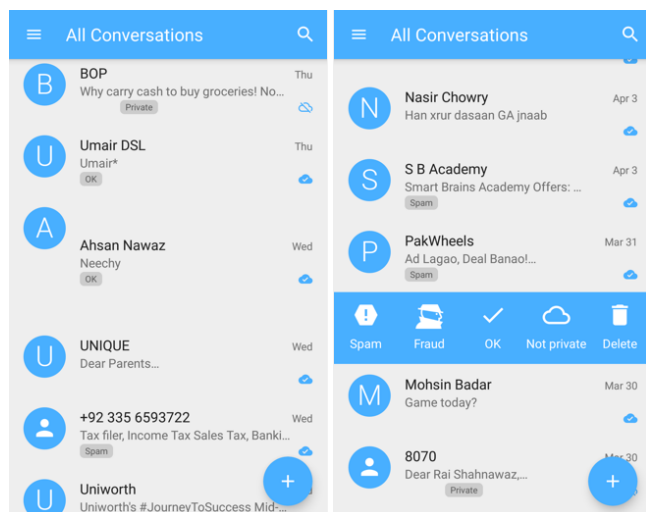 All Conversations
B
BOP
Thu
Why carry cash to buy groceries! No...
Private
U
Umair DSL
Thu
Umair*
OK
A
Ahsan Nawaz
Wed
Neechy
OK
U
UNIQUE
Wed
Dear Parents...
+92 335 6593722
Wed
Tax filer, Income Tax Sales Tax, Banki...
Spam
U
Uniworth
Uniworth's #JourneyToSuccess Mid-...
All Conversations
N
Nasir Chowry
Apr 3
Han xrur dasaan GA jnaab
S
S B Academy
Apr 3
Smart Brains Academy Offers: ...
Spam
P
PakWheels
Mar 31
Ad Lagao, Deal Banao!...
Spam
Spam Fraud OK Not private Delete
M
Mohsin Badar
Mar 30
Game today?
8070
Mar 30
Dear Rai Shahnawaz,...
Private